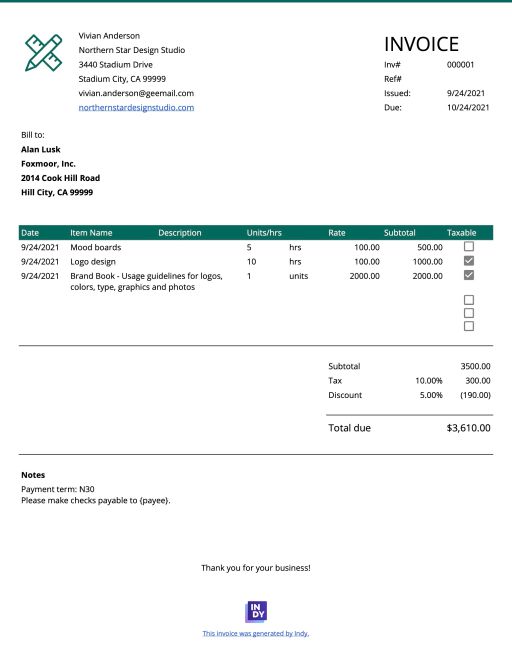 Vivian Anderson
Northern Star Design Studio
3440 Stadium Drive
Stadium City, CA 99999
vivian.anderson@geemail.com
northernstardesignstudio.com
INVOICE
Inv# 000001
Ref#
Issued: 9/24/2021
Due: 10/24/2021
Bill to:
Alan Lusk
Foxmoor, Inc.
2014 Cook Hill Road
Hill City, CA 99999
Date Item Name Description Units/hrs Rate Subtotal Taxable
9/24/2021 Mood boards 5 hrs 100.00 500.00
9/24/2021 Logo design 10 hrs 100.00 1000.00
9/24/2021 Brand Book - Usage guidelines for logos, 1 units 2000.00 2000.00
colors, type, graphics and photos
Subtotal 3500.00
Tax 10.00% 300.00
Discount 5.00% (190.00)
Total due $3,610.00
Notes
Payment term: N30
Please make checks payable to {payee}.
Thank you for your business!
IN
DY
This invoice was generated by Indy.